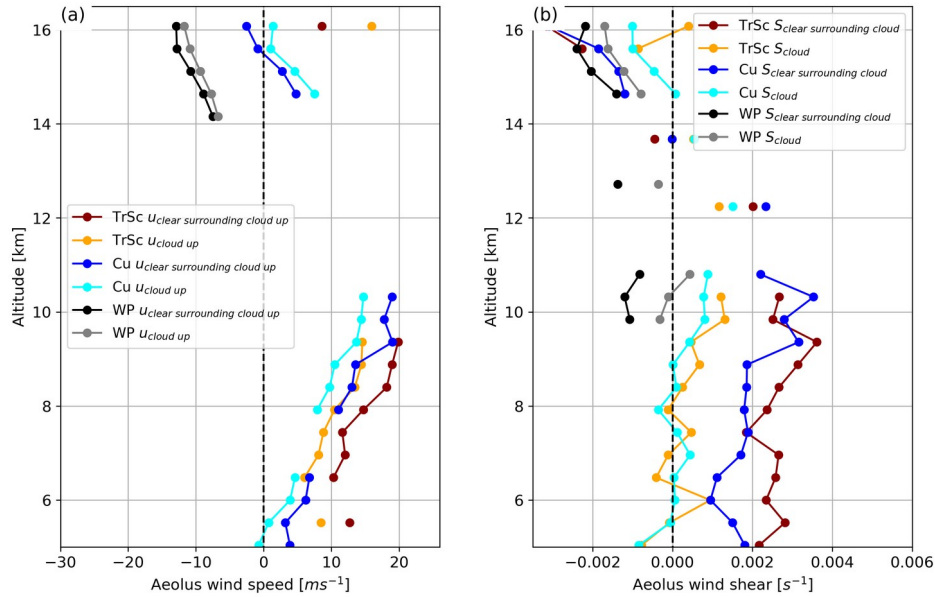 (a)
(b)
16
14
12
10
8
6
Altitude [km]
TrSc u_clear surrounding cloud up
TrSc u_cloud up
Cu u_clear surrounding cloud up
Cu u_cloud up
WP u_clear surrounding cloud up
WP u_cloud up
−30
−20
−10
0
10
20
Aeolus wind speed [ms⁻¹]
16
14
12
10
8
6
Altitude [km]
TrSc S_clear surrounding cloud
TrSc S_cloud
Cu S_clear surrounding cloud
Cu S_cloud
WP S_clear surrounding cloud
WP S_cloud
−0.002
0.000
0.002
0.004
0.006
Aeolus wind shear [s⁻¹]